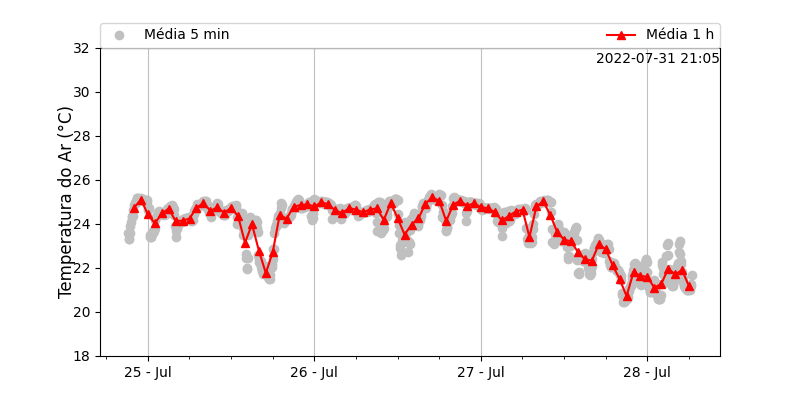 Média 5 min
Média 1 h
2022-07-31 21:05
Temperatura do Ar (°C)
32
30
28
26
24
22
20
18
25 - Jul
26 - Jul
27 - Jul
28 - Jul